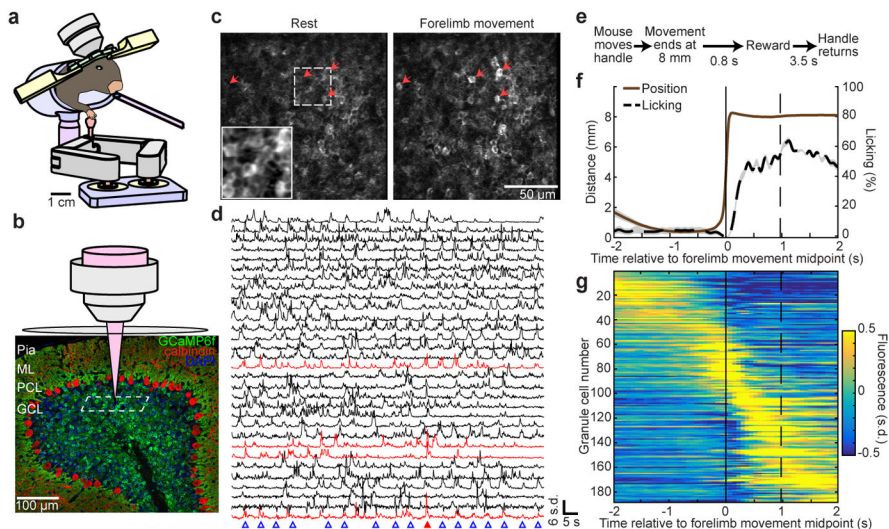 a
1 cm
b
GCaMP6f
calbindin
DAPI
Pia
ML
PCL
GCL
100 µm
c
Rest
Forelimb movement
50 µm
d
6 s.d.
5 s
e
Mouse moves handle
Movement ends at 8 mm
0.8 s
Reward
3.5 s
Handle returns
f
Position
Licking
Distance (mm)
8
6
4
2
0
Licking (%)
100
80
60
40
20
0
-2
-1
0
1
2
Time relative to forelimb movement midpoint (s)
g
Granule cell number
20
40
60
80
100
120
140
160
180
-2
-1
0
1
2
Time relative to forelimb movement midpoint (s)
0.5
-0.5
Fluorescence (s.d.)